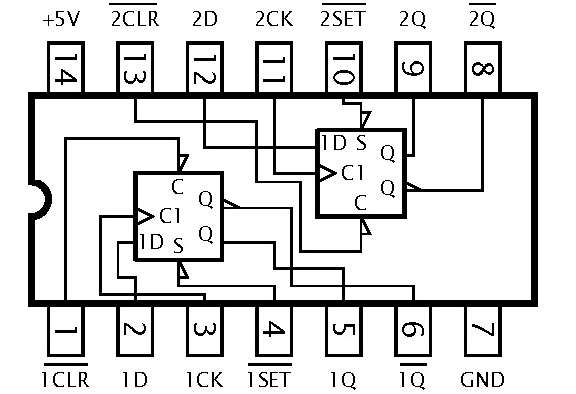 +5V 2CLR 2D 2CK 2SET 2Q 2Q
14 13 12 11 10 9 8
1D S Q
C1
Q
C
C Q
C1
Q
1D S
1 2 3 4 5 6 7
1CLR 1D 1CK 1SET 1Q 1Q GND